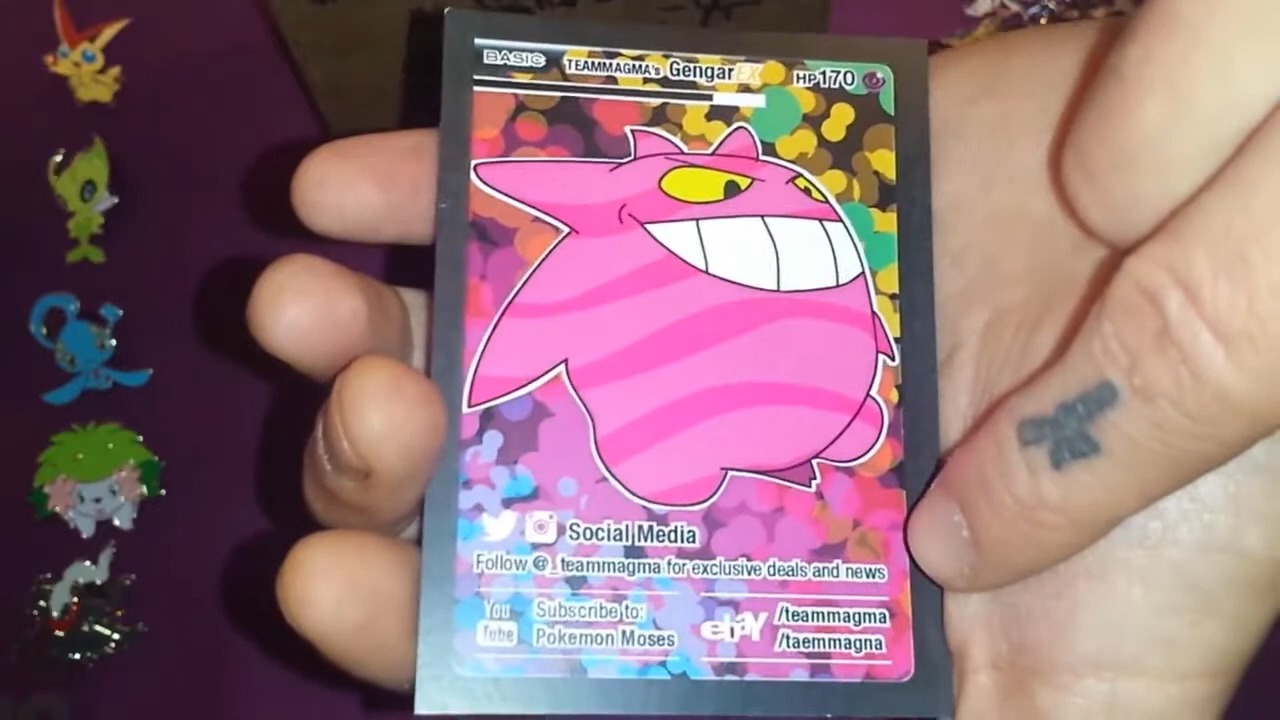 BASIC TEAMMAGMA's Gengar EX HP170
Social Media
Follow @_teammagma for exclusive deals and news
You Tube
Subscribe to:
Pokemon Moses
ebay
/teammagma
/taemmagna